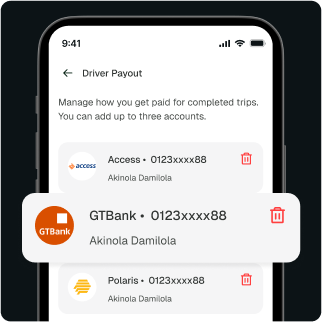 9:41
Driver Payout
Manage how you get paid for completed trips.
You can add up to three accounts.
access
Access • 0123xxxx88
Akinola Damilola
GTBank
GTBank • 0123xxxx88
Akinola Damilola
Polaris • 0123xxxx88
Akinola Damilola